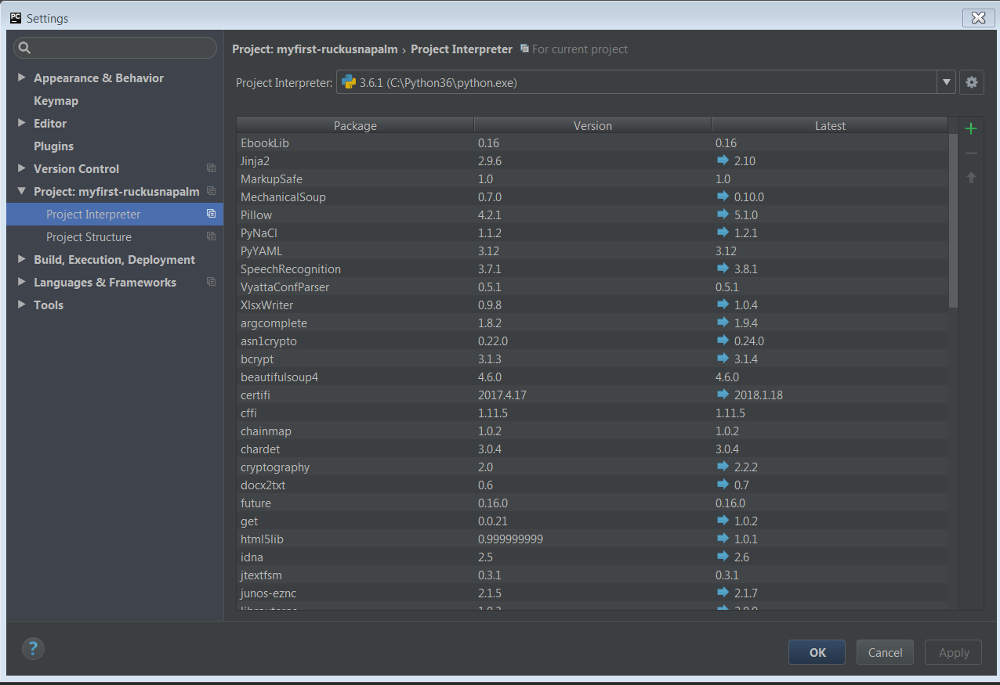 PC Settings
Project: myfirst-ruckusnapalm › Project Interpreter For current project
Appearance & Behavior
Keymap
Editor
Plugins
Version Control
Project: myfirst-ruckusnapalm
Project Interpreter
Project Structure
Build, Execution, Deployment
Languages & Frameworks
Tools
Project Interpreter: 3.6.1 (C:\Python36\python.exe)
Package Version Latest
EbookLib 0.16 0.16
Jinja2 2.9.6 2.10
MarkupSafe 1.0 1.0
MechanicalSoup 0.7.0 0.10.0
Pillow 4.2.1 5.1.0
PyNaCl 1.1.2 1.2.1
PyYAML 3.12 3.12
SpeechRecognition 3.7.1 3.8.1
VyattaConfParser 0.5.1 0.5.1
XlsxWriter 0.9.8 1.0.4
argcomplete 1.8.2 1.9.4
asn1crypto 0.22.0 0.24.0
bcrypt 3.1.3 3.1.4
beautifulsoup4 4.6.0 4.6.0
certifi 2017.4.17 2018.1.18
cffi 1.11.5 1.11.5
chainmap 1.0.2 1.0.2
chardet 3.0.4 3.0.4
cryptography 2.0 2.2.2
docx2txt 0.6 0.7
future 0.16.0 0.16.0
get 0.0.21 1.0.2
html5lib 0.999999999 1.0.1
idna 2.5 2.6
jtextfsm 0.3.1 0.3.1
junos-eznc 2.1.5 2.1.7
?
OK
Cancel
Apply